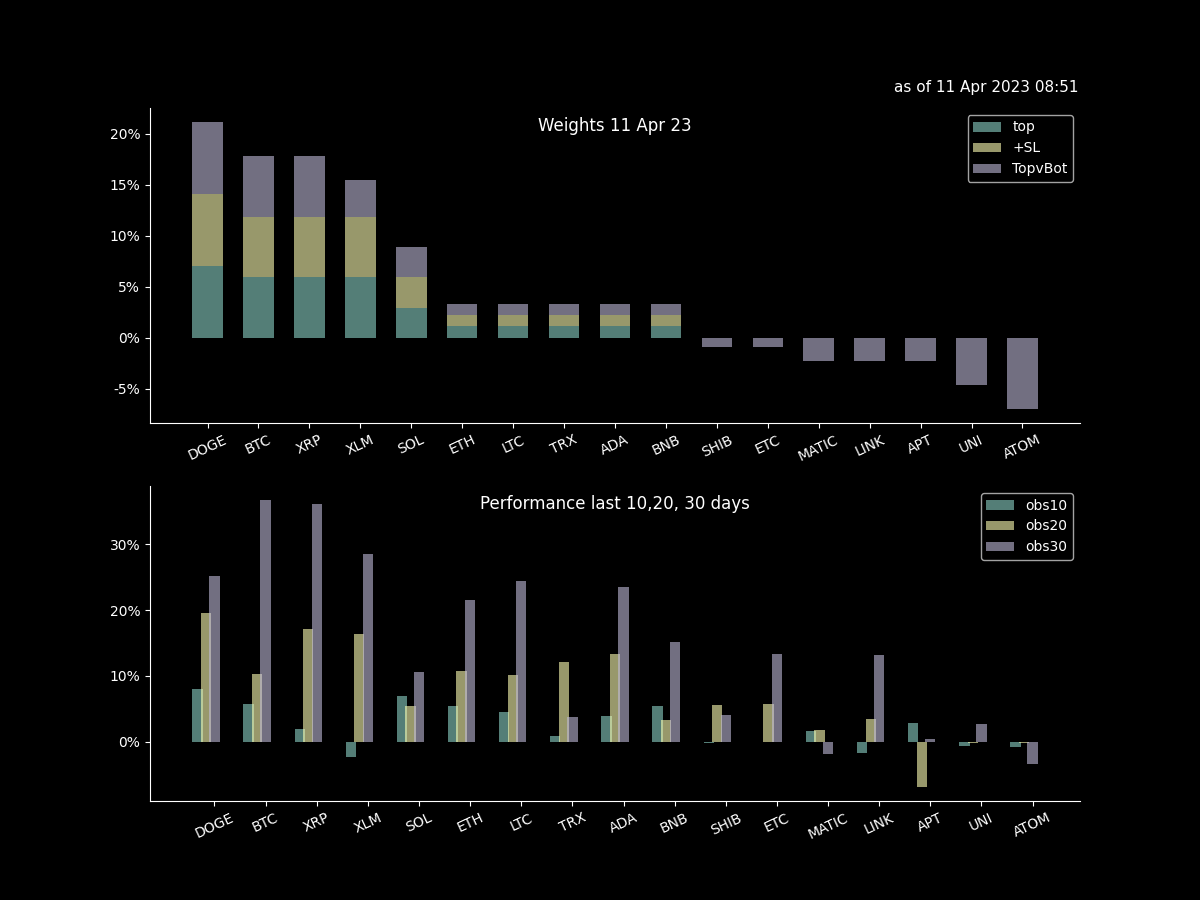 as of 11 Apr 2023 08:51
Weights 11 Apr 23
top
+SL
TopvBot
20%
15%
10%
5%
0%
-5%
DOGE BTC XRP XLM SOL ETH LTC TRX ADA BNB SHIB ETC MATIC LINK APT UNI ATOM
Performance last 10,20, 30 days
obs10
obs20
obs30
30%
20%
10%
0%
DOGE BTC XRP XLM SOL ETH LTC TRX ADA BNB SHIB ETC MATIC LINK APT UNI ATOM